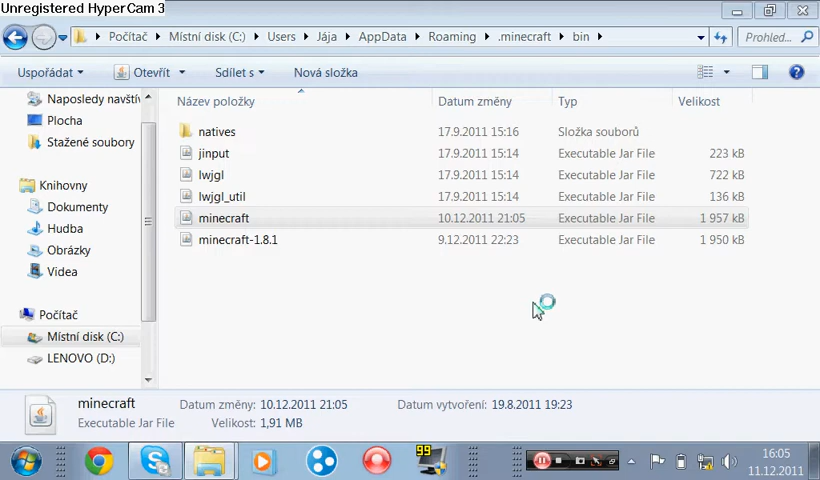 Unregistered HyperCam 3
Počítač Místní disk (C:) Users Jája AppData Roaming .minecraft bin Prohled...
Uspořádat Otevřít Sdílet s Nová složka
Název položky Datum změny Typ Velikost
Naposledy navští
Plocha
Stažené soubory
Knihovny
Dokumenty
Hudba
Obrázky
Videa
Počítač
Místní disk (C:)
LENOVO (D:)
natives 17.9.2011 15:16 Složka souborů
jinput 17.9.2011 15:14 Executable Jar File 223 kB
lwjgl 17.9.2011 15:14 Executable Jar File 722 kB
lwjgl_util 17.9.2011 15:14 Executable Jar File 136 kB
minecraft 10.12.2011 21:05 Executable Jar File 1 957 kB
minecraft-1.8.1 9.12.2011 22:23 Executable Jar File 1 950 kB
minecraft Datum změny: 10.12.2011 21:05 Datum vytvoření: 19.8.2011 19:23
Executable Jar File Velikost: 1,91 MB
99
16:05
11.12.2011